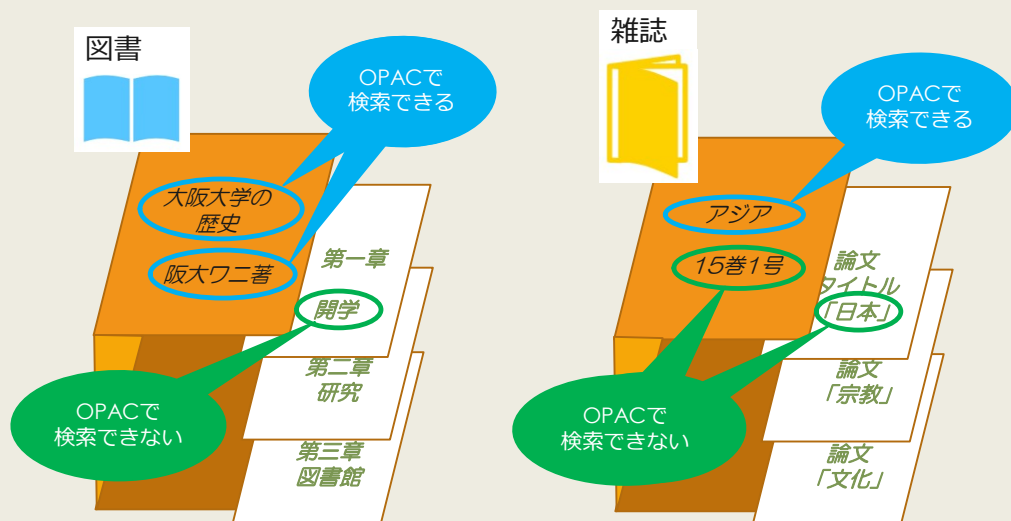 図書
OPACで
検索できる
大阪大学の
歴史
阪大ワニ著
第一章
開学
第二章
研究
第三章
図書館
OPACで
検索できない
雑誌
OPACで
検索できる
アジア
15巻1号
論文
タイトル
「日本」
論文
「宗教」
論文
「文化」
OPACで
検索できない